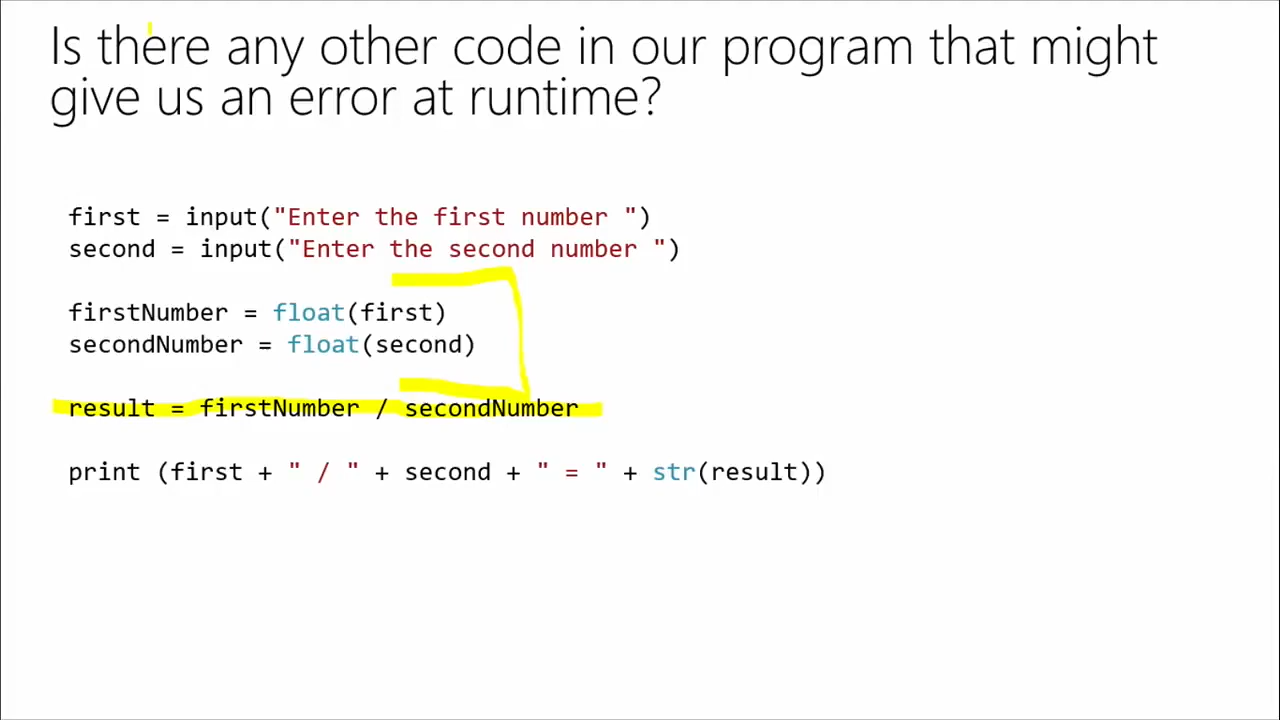 Is there any other code in our program that might
give us an error at runtime?
first = input("Enter the first number ")
second = input("Enter the second number ")
firstNumber = float(first)
secondNumber = float(second)
result = firstNumber / secondNumber
print (first + " / " + second + " = " + str(result))